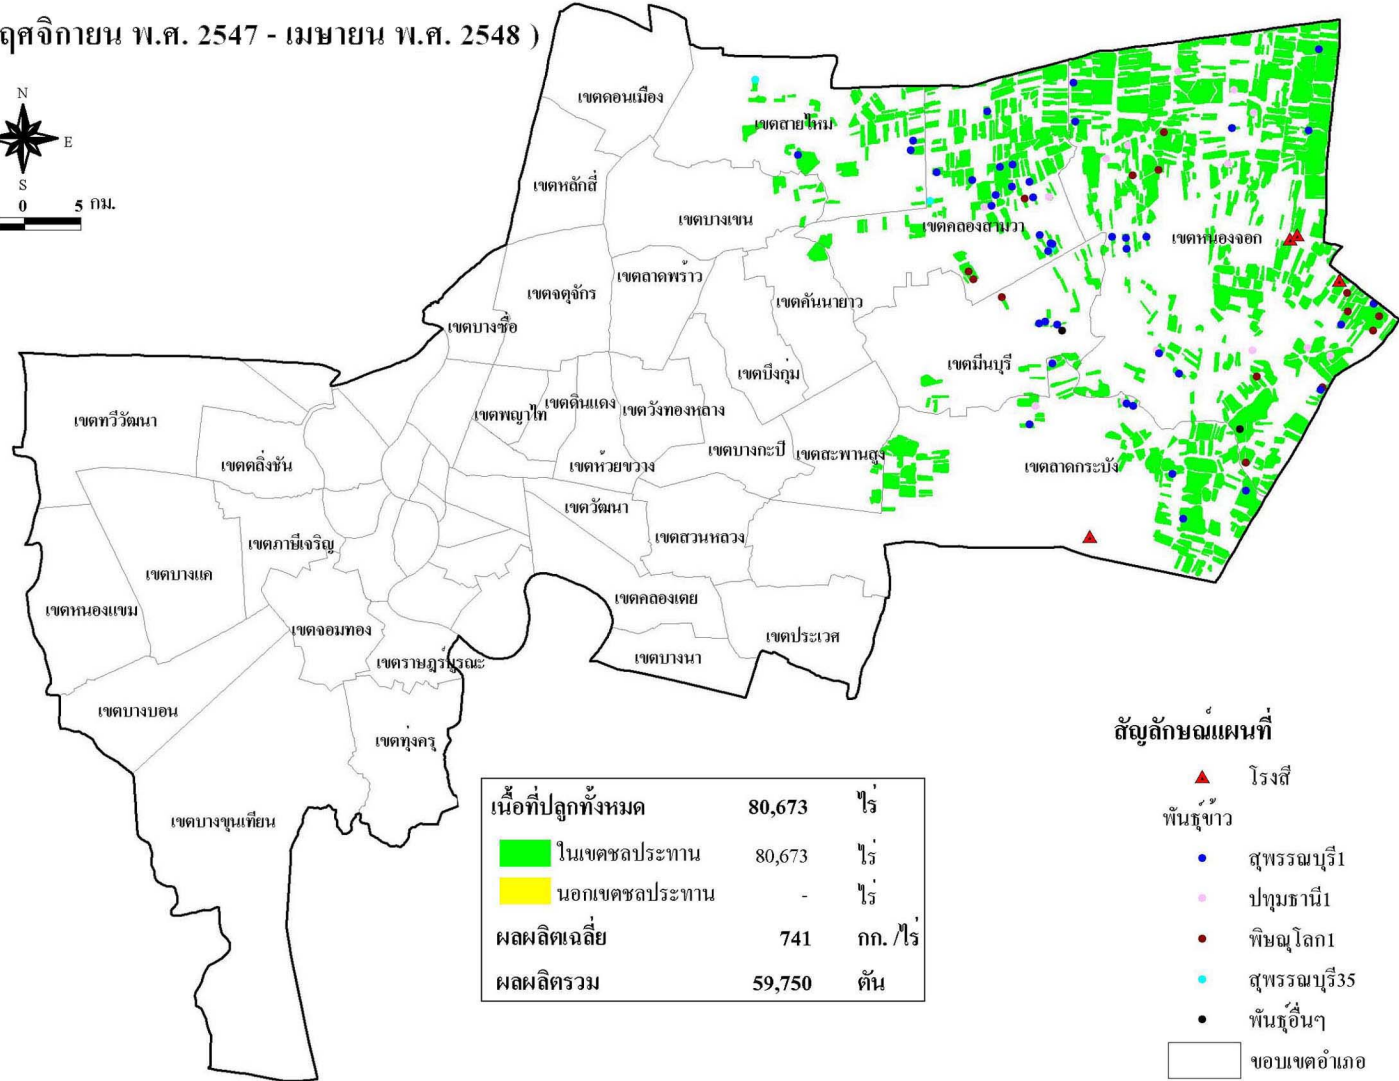 ฤศจิกายน พ.ศ. 2547 - เมษายน พ.ศ. 2548 )
N
E
S
0 5 กม.
เขตดอนเมือง
เขตสายไหม
เขตหลักสี่
เขตบางเขน
เขตคลองสามวา
เขตหนองจอก
เขตลาดพร้าว
เขตจตุจักร
เขตคันนายาว
เขตบางซื่อ
เขตมีนบุรี
เขตบึงกุ่ม
เขตดินแดง
เขตวังทองหลาง
เขตพญาไท
เขตทวีวัฒนา
เขตบางกะปิ
เขตสะพานสูง
เขตตลิ่งชัน
เขตห้วยขวาง
เขตลาดกระบัง
เขตวัฒนา
เขตสวนหลวง
เขตภาษีเจริญ
เขตบางแค
เขตคลองเตย
เขตหนองแขม
เขตจอมทอง
เขตประเวศ
เขตบางนา
เขตราษฎร์บูรณะ
เขตบางบอน
เขตทุ่งครุ
เขตบางขุนเทียน
เนื้อที่ปลูกทั้งหมด 80,673 ไร่
ในเขตชลประทาน 80,673 ไร่
นอกเขตชลประทาน - ไร่
ผลผลิตเฉลี่ย 741 กก. /ไร่
ผลผลิตรวม 59,750 ตัน
สัญลักษณ์แผนที่
โรงสี
พันธุ์ข้าว
สุพรรณบุรี1
ปทุมธานี1
พิษณุโลก1
สุพรรณบุรี35
พันธุ์อื่นๆ
ขอบเขตอำเภอ